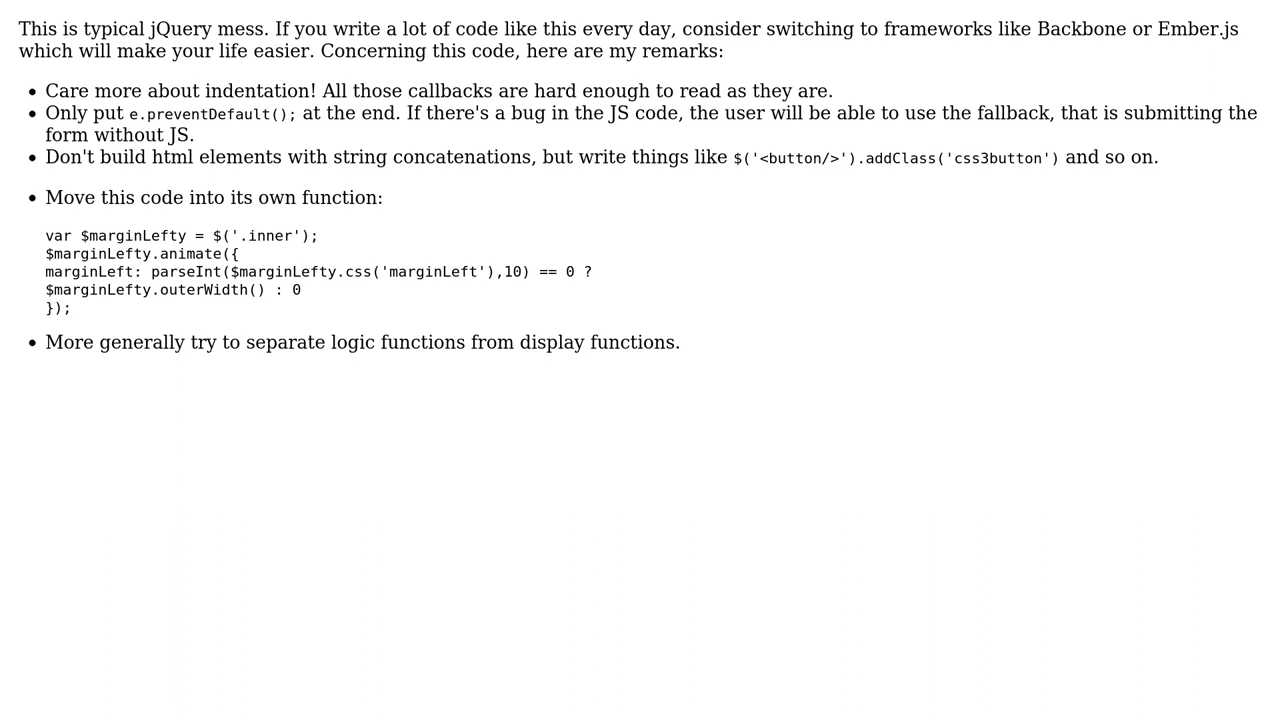 This is typical jQuery mess. If you write a lot of code like this every day, consider switching to frameworks like Backbone or Ember.js
which will make your life easier. Concerning this code, here are my remarks:
• Care more about indentation! All those callbacks are hard enough to read as they are.
• Only put e.preventDefault(); at the end. If there's a bug in the JS code, the user will be able to use the fallback, that is submitting the
form without JS.
• Don't build html elements with string concatenations, but write things like $('<button/>').addClass('css3button') and so on.
• Move this code into its own function:
var $marginLefty = $('.inner');
$marginLefty.animate({
marginLeft: parseInt($marginLefty.css('marginLeft'),10) == 0 ?
$marginLefty.outerWidth() : 0
});
• More generally try to separate logic functions from display functions.